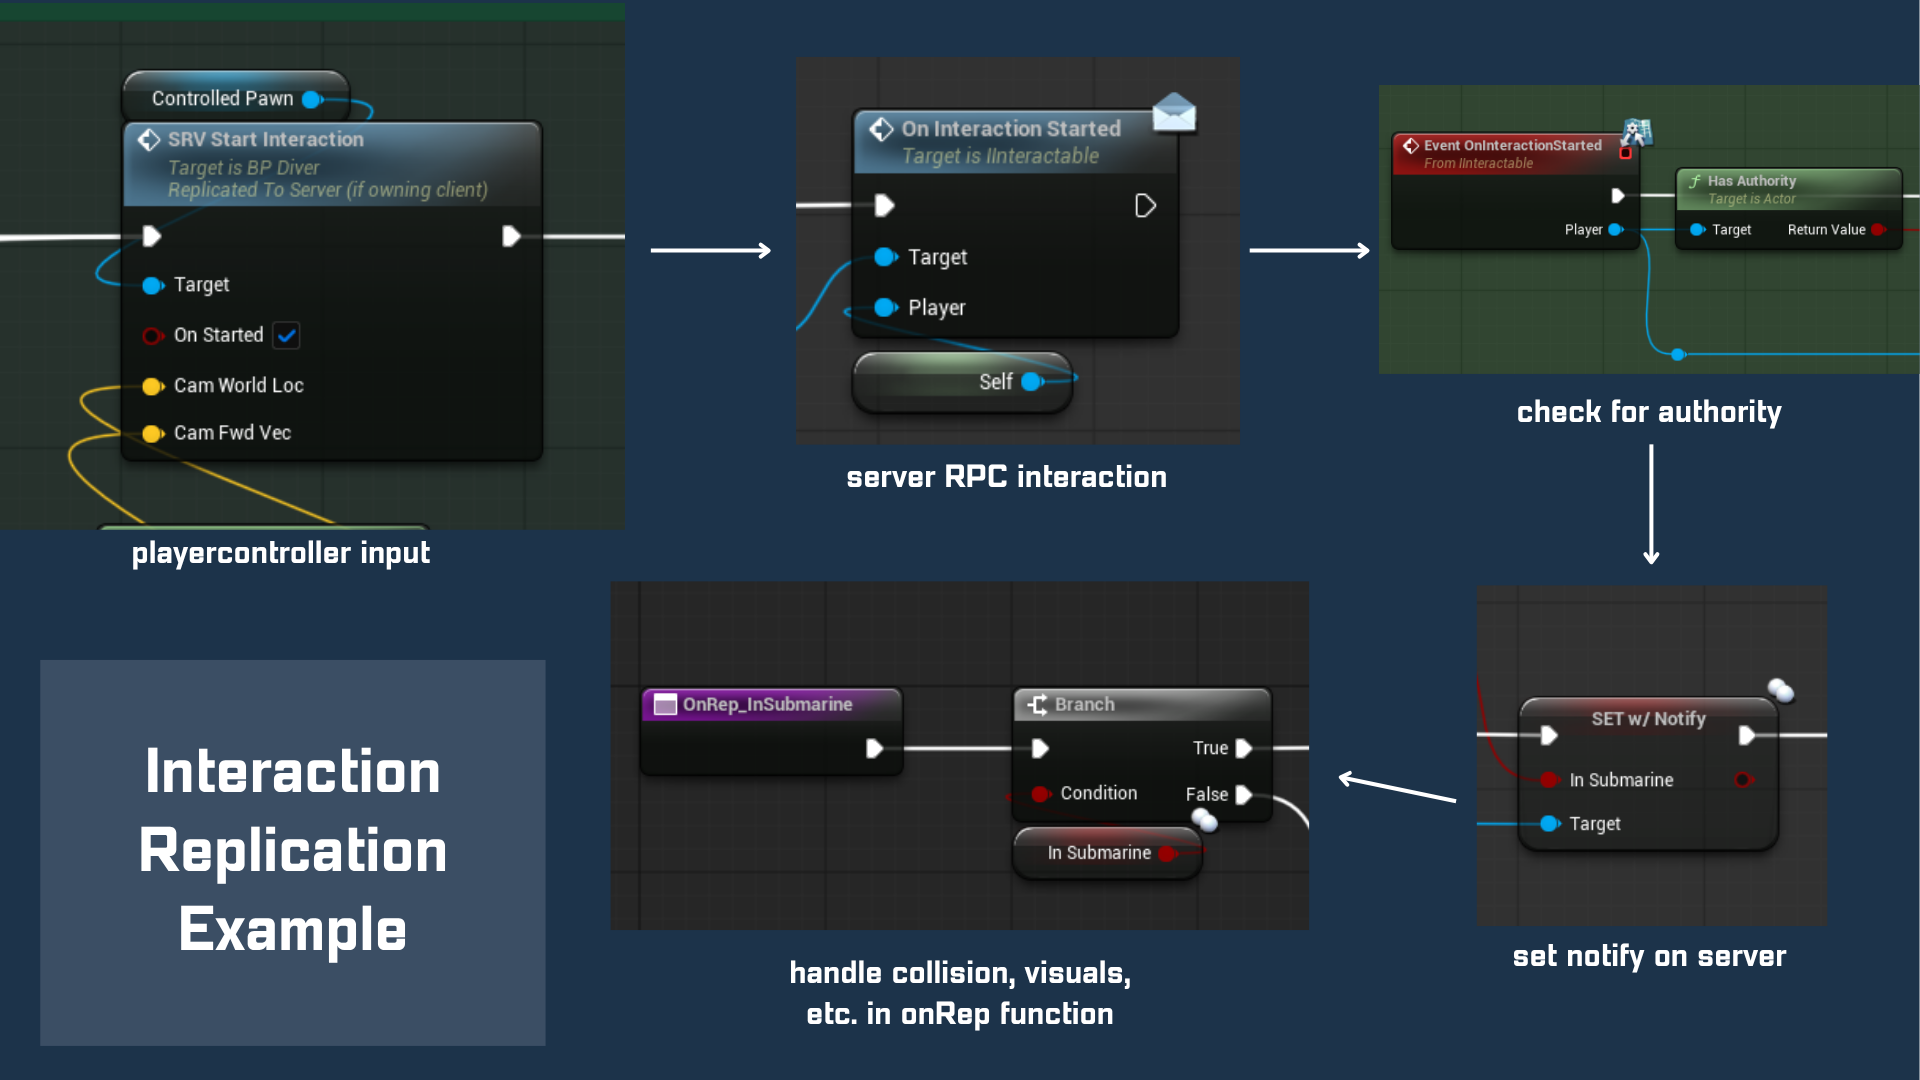 Controlled Pawn
SRV Start Interaction
Target is BP Diver
Replicated To Server (if owning client)
Target
On Started
Cam World Loc
Cam Fwd Vec
playercontroller input
On Interaction Started
Target is IInteractable
Target
Player
Self
server RPC interaction
Event OnInteractionStarted
From IInteractable
Player
f Has Authority
Target is Actor
Target Return Value
check for authority
SET w/ Notify
In Submarine
Target
set notify on server
OnRep_InSubmarine
Branch
True
Condition False
In Submarine
handle collision, visuals,
etc. in onRep function
Interaction
Replication
Example